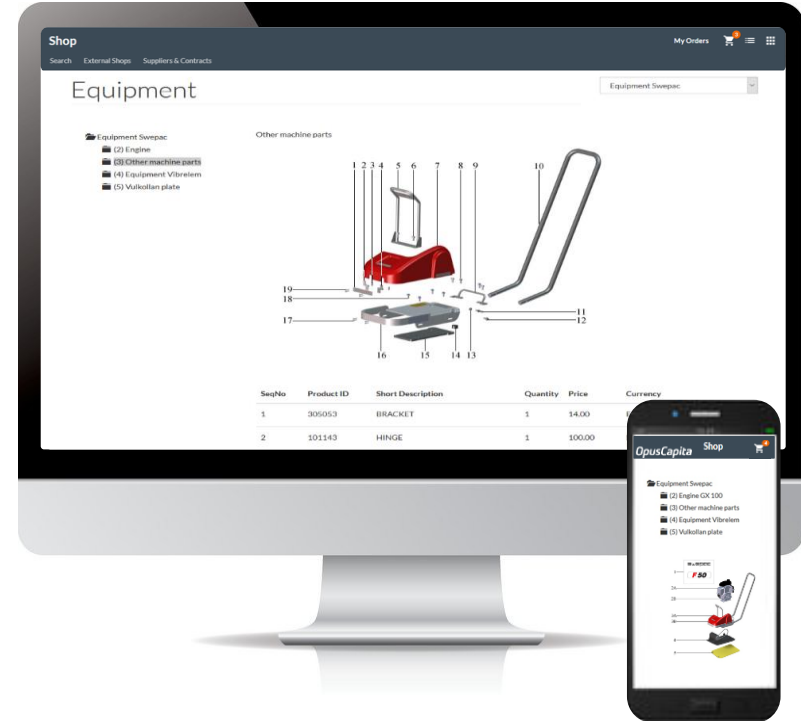 Shop
My Orders
3
Search External Shops Suppliers & Contracts
Equipment
Equipment Swepac
Equipment Swepac
(2) Engine
(3) Other machine parts
(4) Equipment Vibrelem
(5) Vulkollan plate
Other machine parts
1 2 3 4 5 6 7 8 9 10
19
18
17
11
12
16 15 14 13
SeqNo Product ID Short Description Quantity Price Currency
1 305053 BRACKET 1 14.00
2 101143 HINGE 1 100.00
OpusCapita Shop
Equipment Swepac
(2) Engine GX 100
(3) Other machine parts
(4) Equipment Vibrelem
(5) Vulkollan plate
F 50